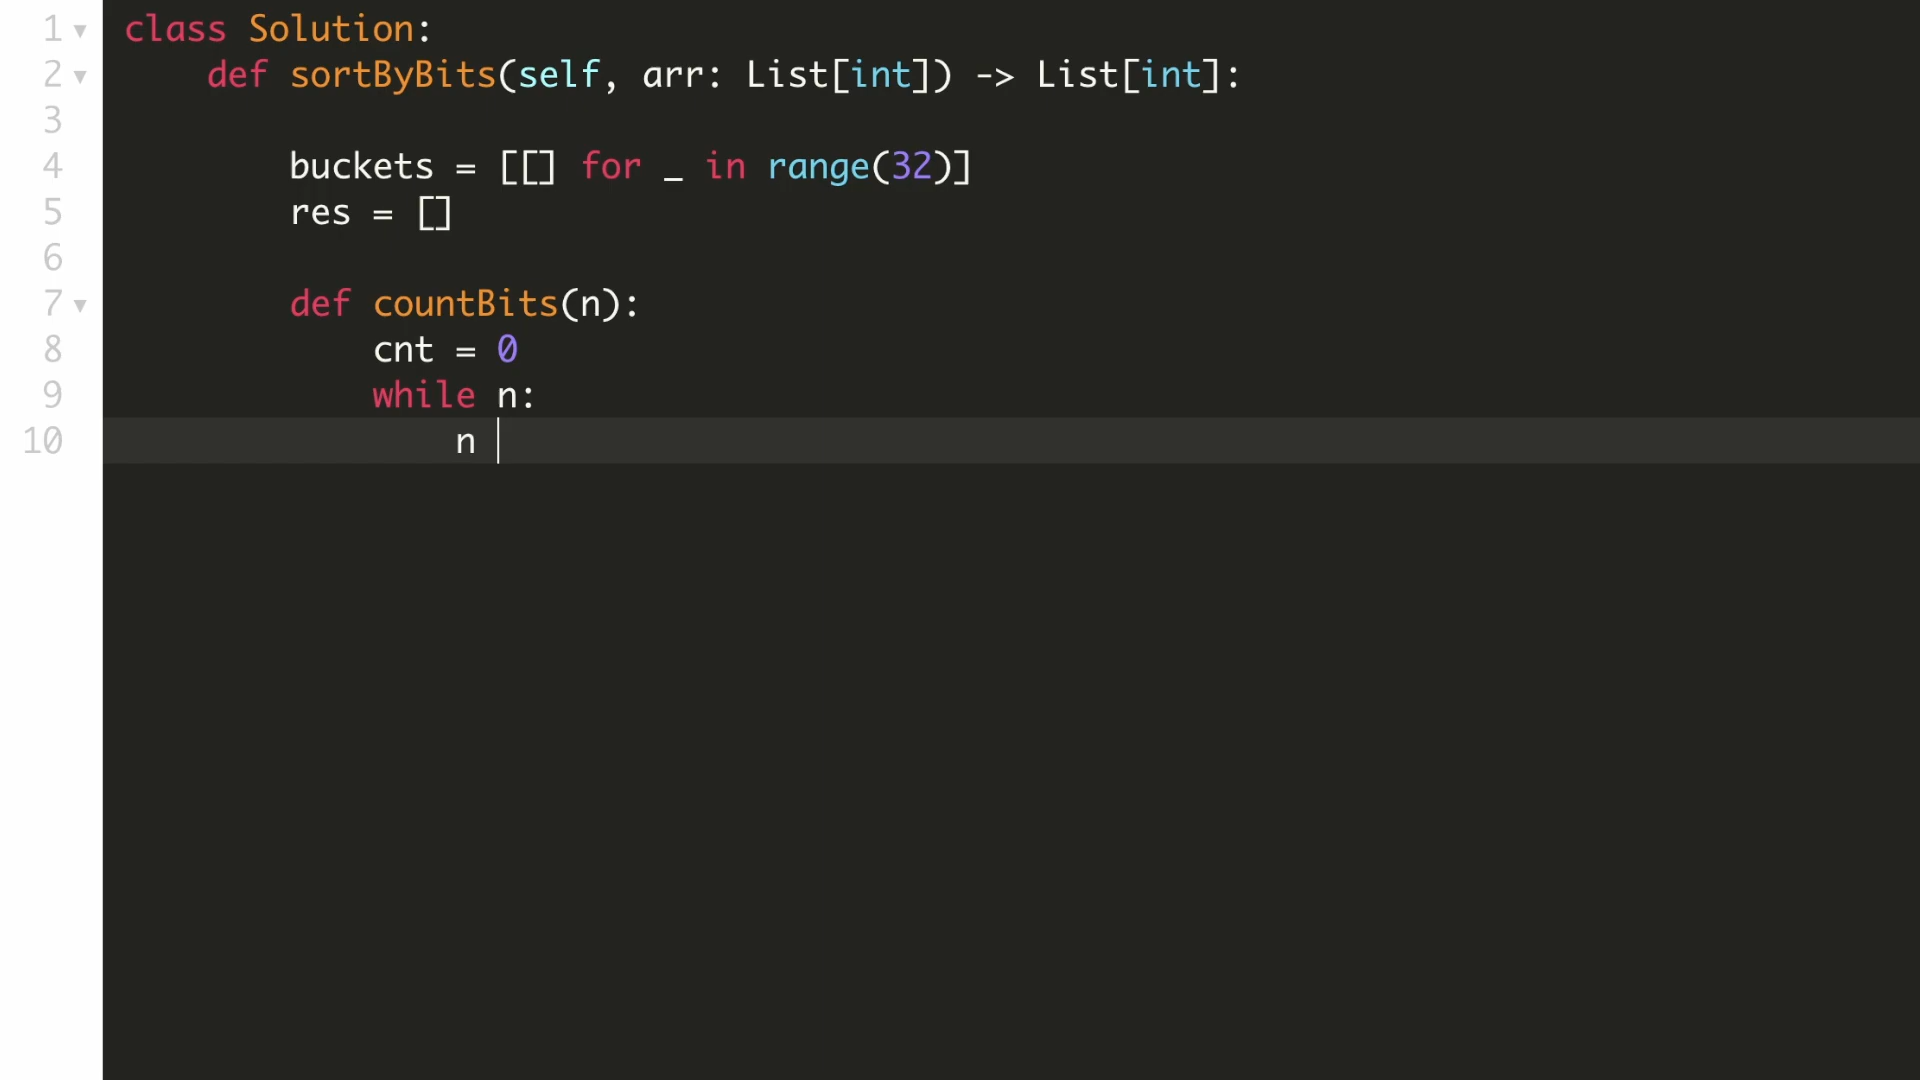 1 class Solution:
2 def sortByBits(self, arr: List[int]) -> List[int]:
3
4 buckets = [[] for _ in range(32)]
5 res = []
6
7 def countBits(n):
8 cnt = 0
9 while n:
10 n